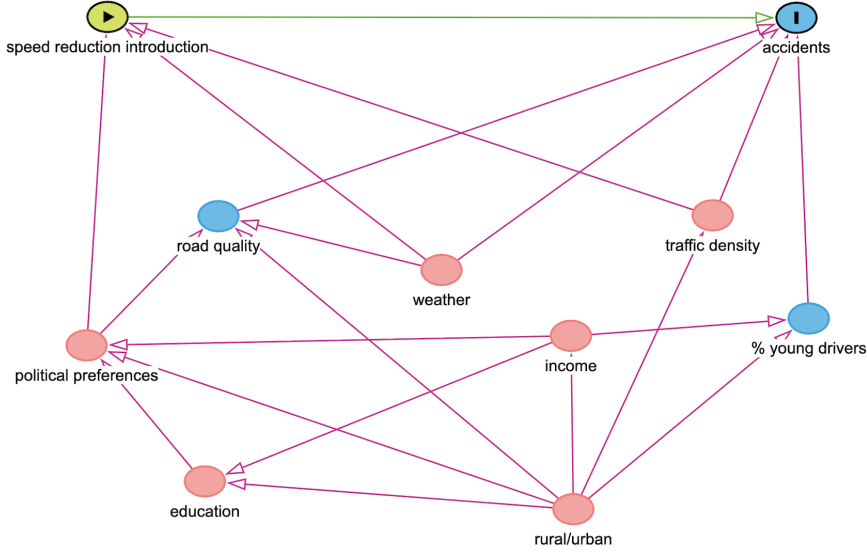 speed reduction introduction
accidents
road quality
traffic density
weather
% young drivers
income
political preferences
education
rural/urban